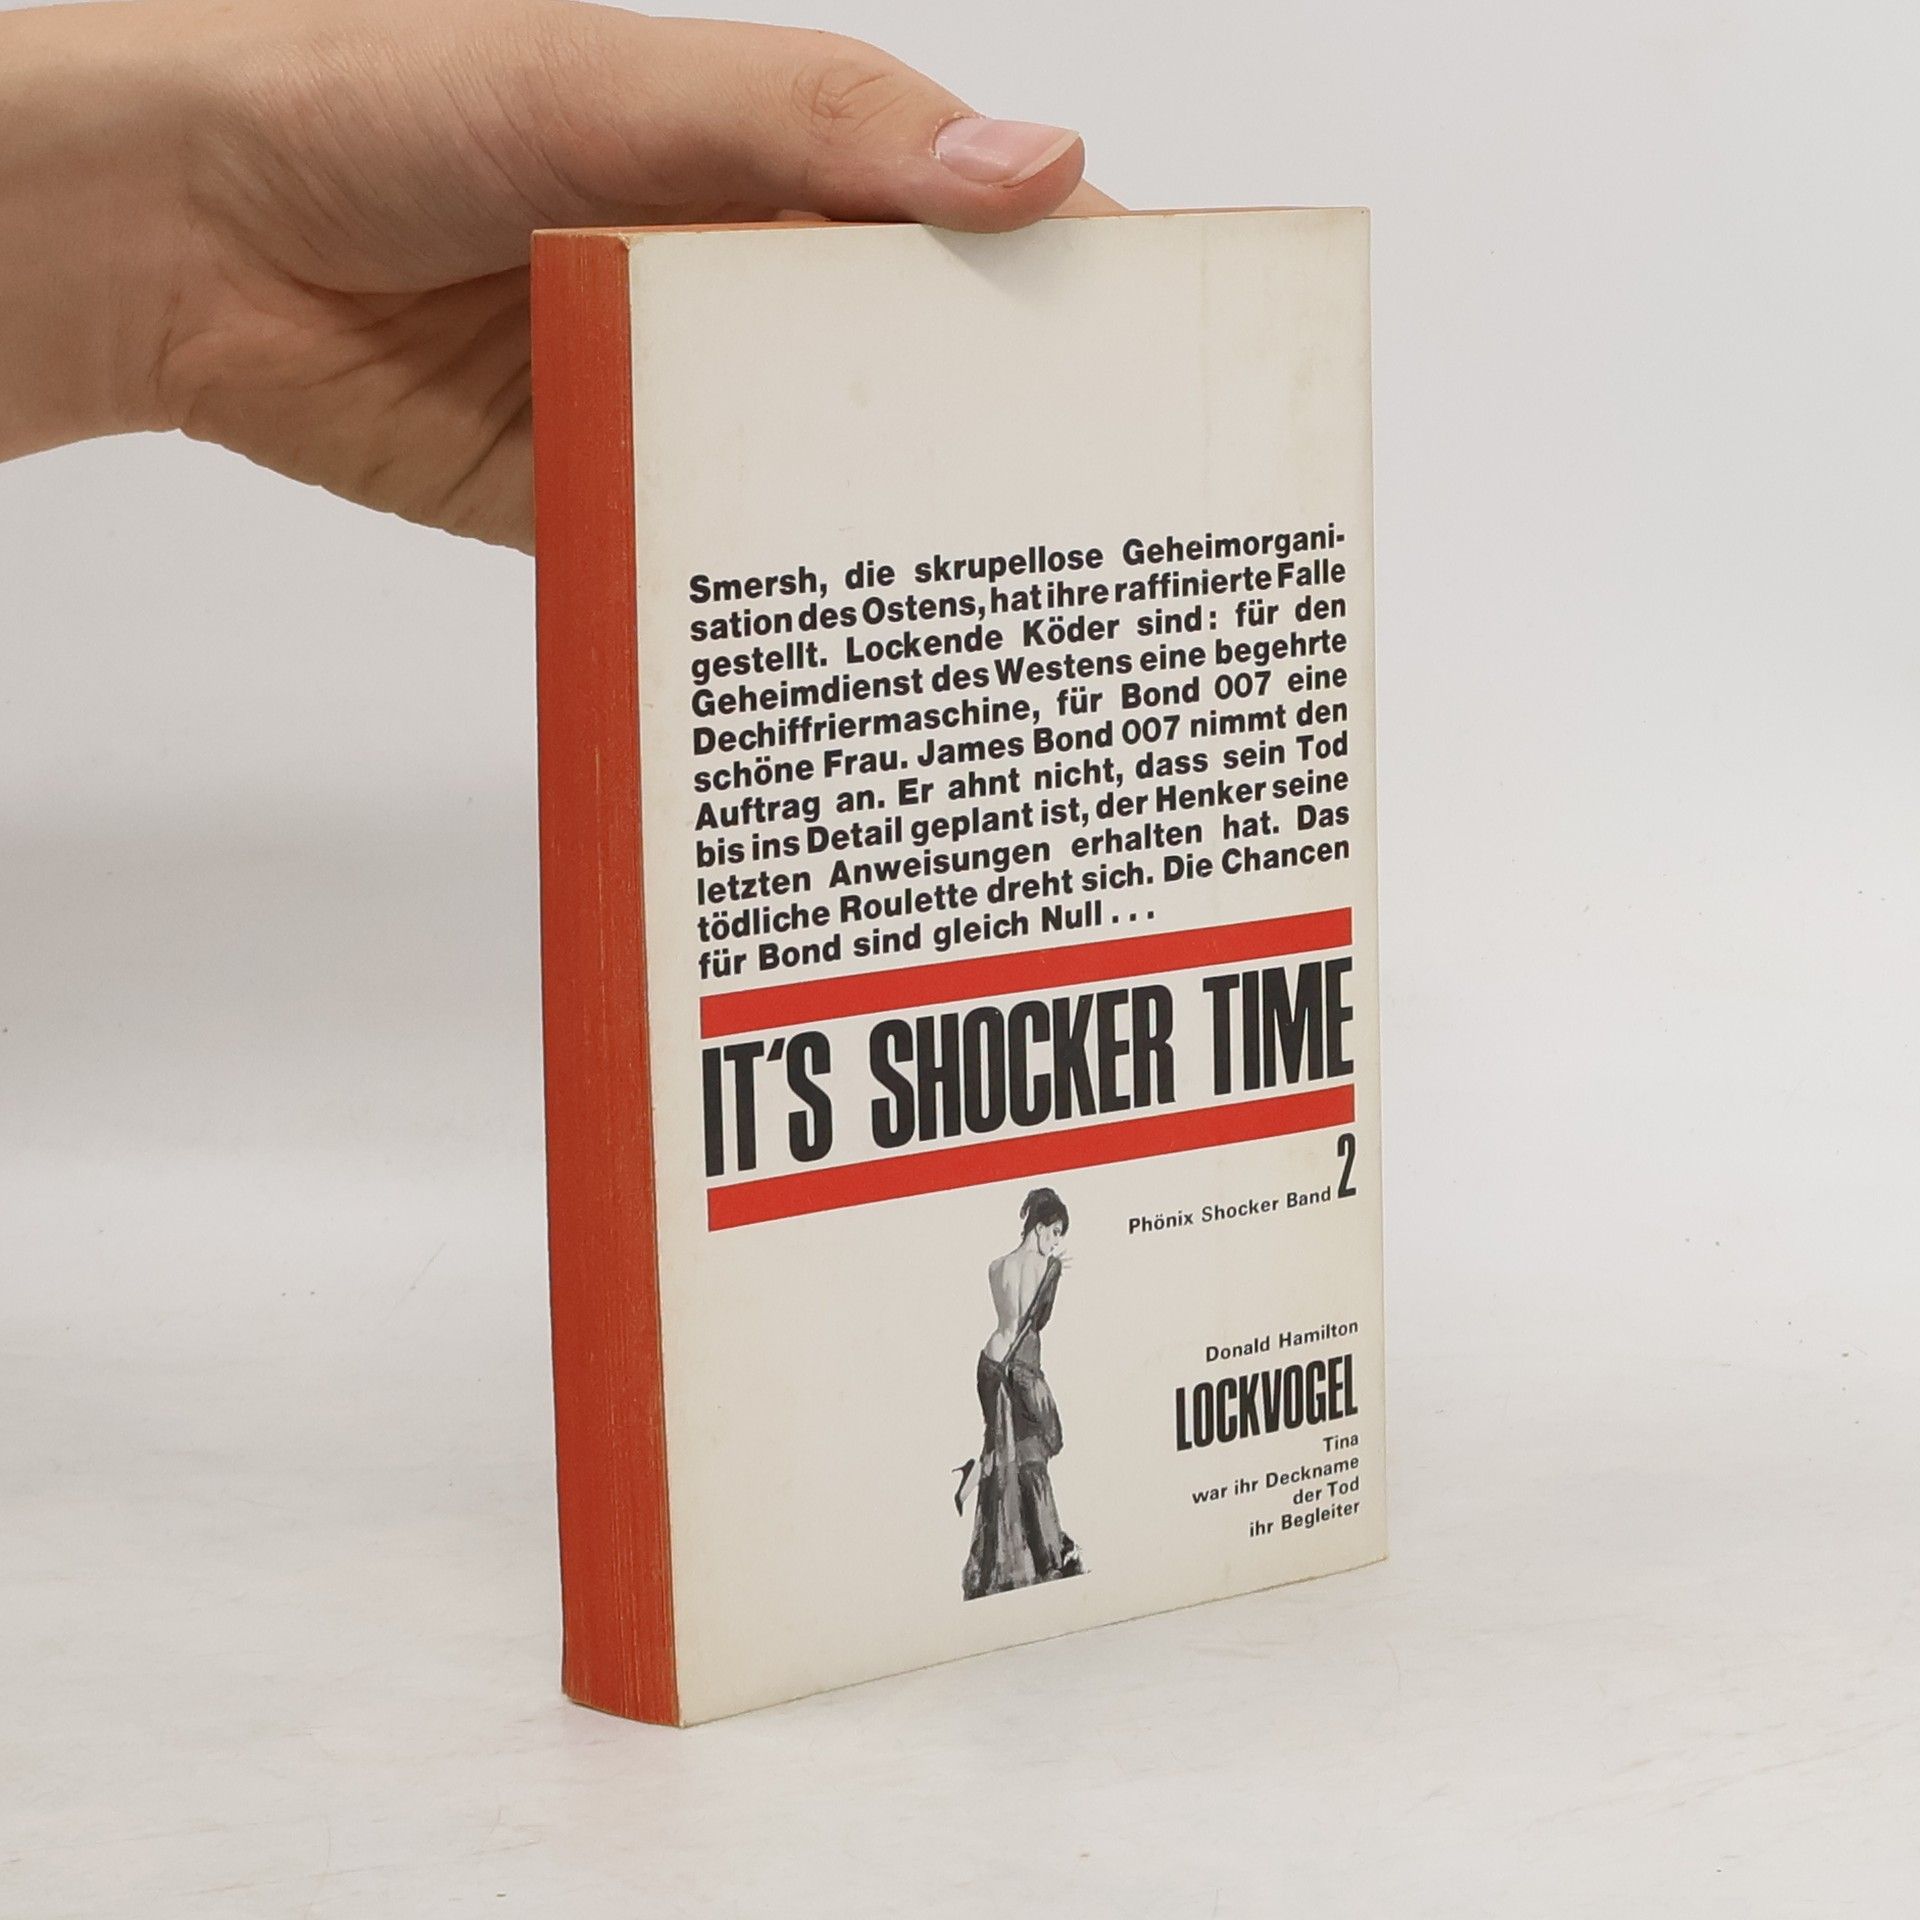 Smersh, die skrupellose Geheimorgani-
sation des Ostens, hat ihre raffinierte Falle
gestellt. Lockende Köder sind: für den
Geheimdienst des Westens eine begehrte
Dechiffriermaschine, für Bond 007 eine
schöne Frau. James Bond 007 nimmt den
Auftrag an. Er ahnt nicht, dass sein Tod
bis ins Detail geplant ist, der Henker seine
letzten Anweisungen erhalten hat. Das
tödliche Roulette dreht sich. Die Chancen
für Bond sind gleich Null . . .
IT'S SHOCKER TIME
Phönix Shocker Band 2
Donald Hamilton
LOCKVOGEL
Tina
war ihr Deckname
der Tod
ihr Begleiter